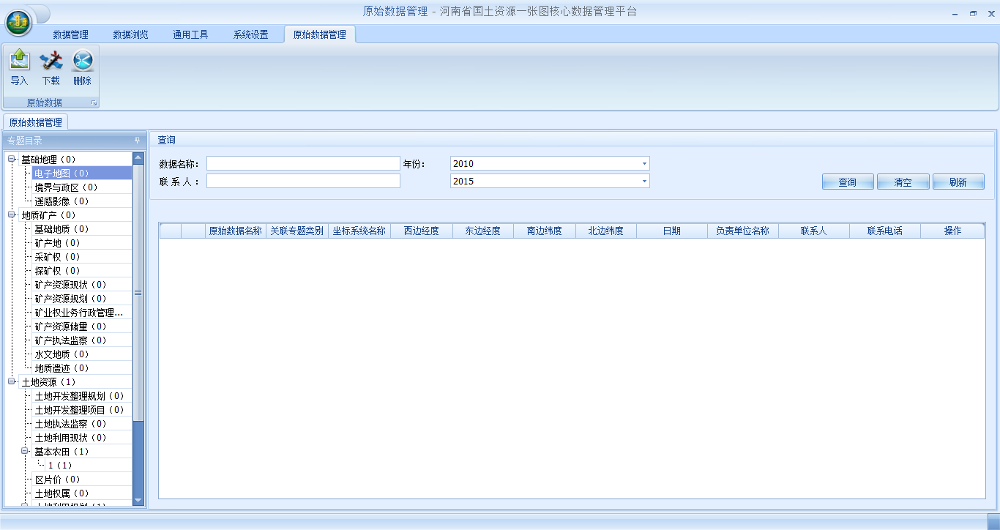 原始数据管理 - 河南省国土资源一张图核心数据管理平台
数据管理 数据浏览 通用工具 系统设置 原始数据管理
导入 下载 删除
原始数据
原始数据管理
专题目录
基础地理 (0)
电子地图 (0)
境界与政区 (0)
遥感影像 (0)
地质矿产 (0)
基础地质 (0)
矿产地 (0)
采矿权 (0)
探矿权 (0)
矿产资源现状 (0)
矿产资源规划 (0)
矿业权业务行政管理...
矿产资源储量 (0)
矿产执法监察 (0)
水文地质 (0)
地质遗迹 (0)
土地资源 (1)
土地开发整理规划 (0)
土地开发整理项目 (0)
土地执法监察 (0)
土地利用现状 (0)
基本农田 (1)
1 (1)
区片价 (0)
土地权属 (0)
土地利用规划 (1)
查询
数据名称: 年份: 2010
联 系 人 : 2015
查询 清空 刷新
原始数据名称 关联专题类别 坐标系统名称 西边经度 东边经度 南边纬度 北边纬度 日期 负责单位名称 联系人 联系电话 操作